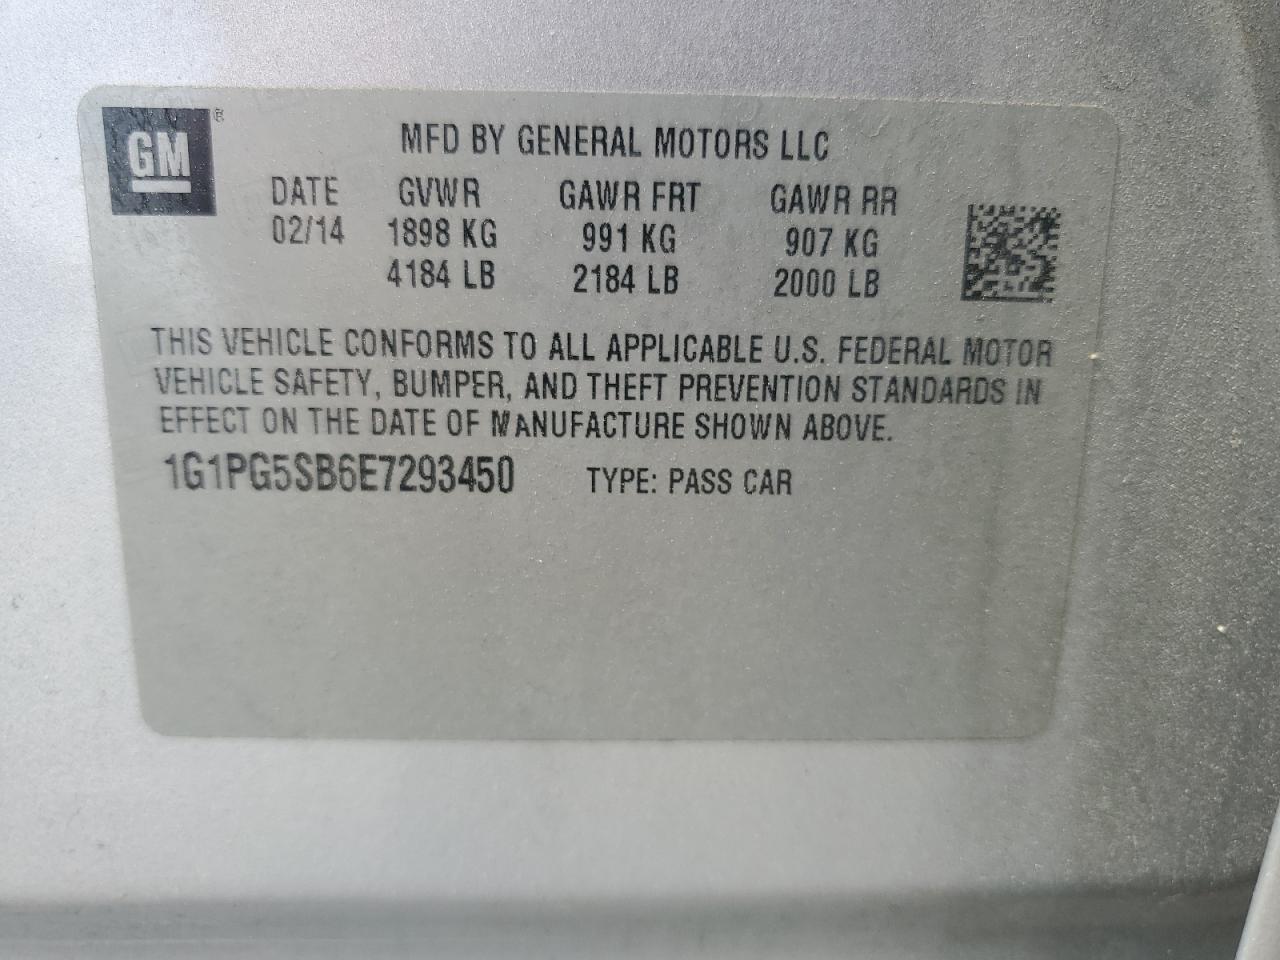 GM ®
MFD BY GENERAL MOTORS LLC
DATE GVWR GAWR FRT GAWR RR
02/14 1898 KG 991 KG 907 KG
4184 LB 2184 LB 2000 LB
THIS VEHICLE CONFORMS TO ALL APPLICABLE U.S. FEDERAL MOTOR
VEHICLE SAFETY, BUMPER, AND THEFT PREVENTION STANDARDS IN
EFFECT ON THE DATE OF MANUFACTURE SHOWN ABOVE.
1G1PG5SB6E7293450 TYPE: PASS CAR